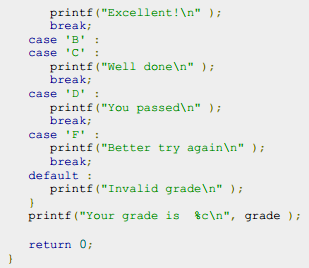 printf("Excellent!\n" );
break;
case 'B' :
case 'C' :
printf("Well done\n" );
break;
case 'D' :
printf("You passed\n" );
break;
case 'F' :
printf("Better try again\n" );
break;
default :
printf("Invalid grade\n" );
}
printf("Your grade is  %c\n", grade );
return 0;
}